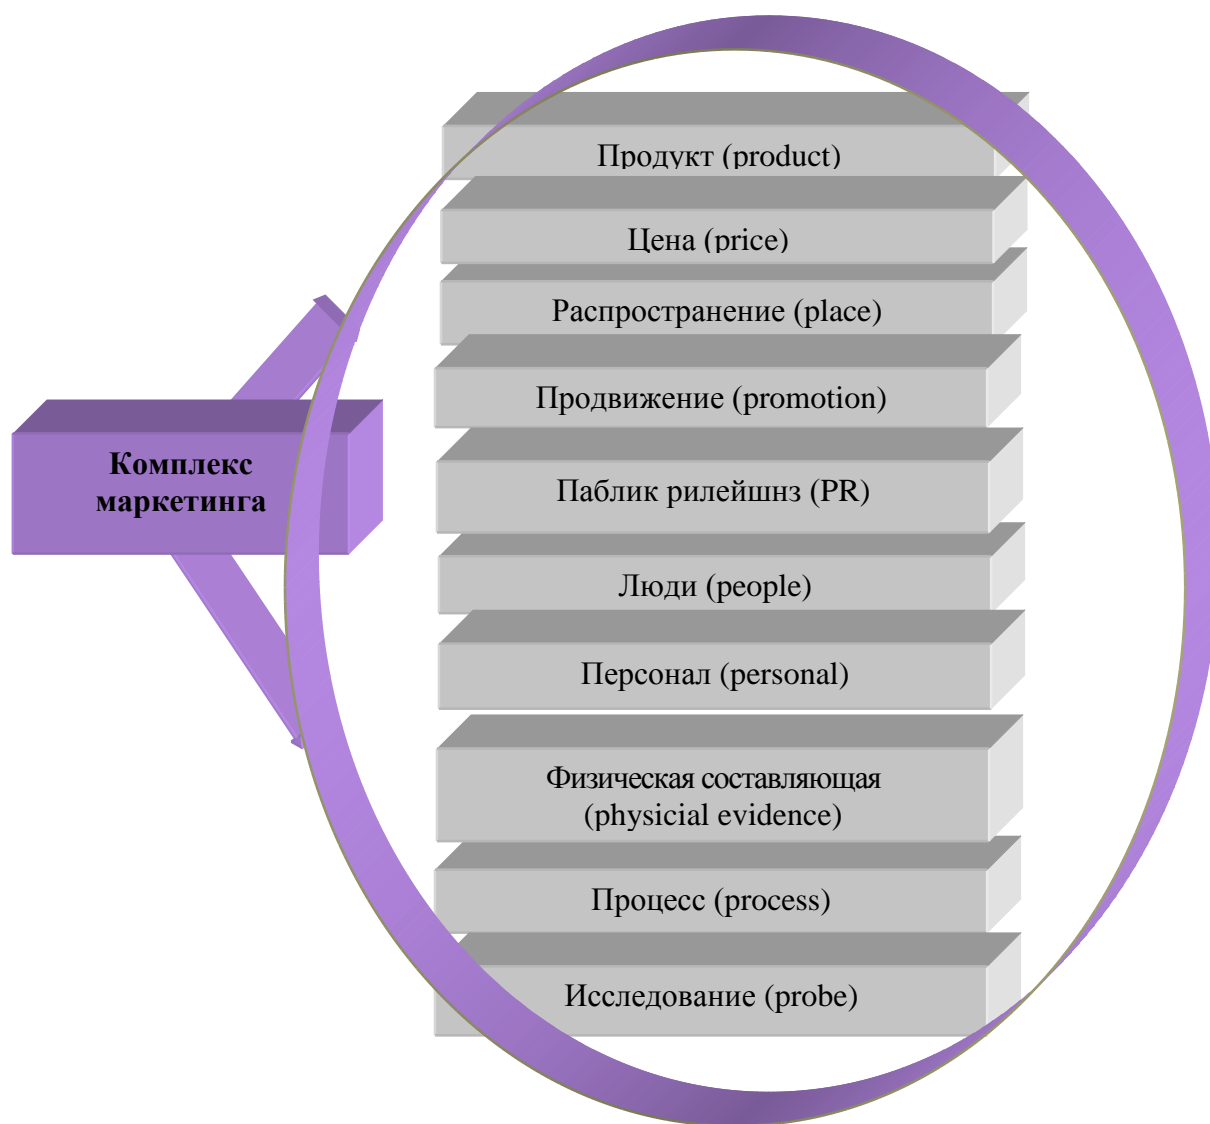 Продукт (product)
Цена (price)
Распространение (place)
Продвижение (promotion)
Комплекс
маркетинга
Паблик рилейшнз (PR)
Люди (people)
Персонал (personal)
Физическая составляющая
(physicial evidence)
Процесс (process)
Исследование (probe)